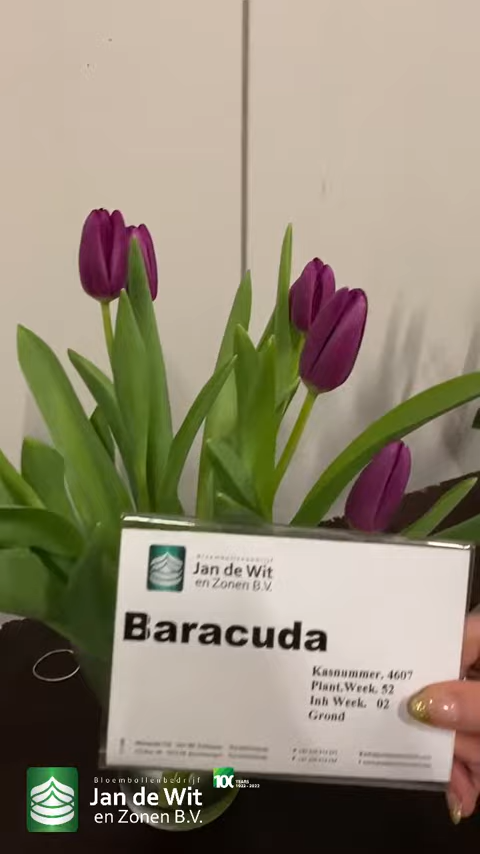 Bloembollenbedrijf
Jan de Wit
en Zonen B.V.
Baracuda
Kasnummer. 4607
Plant.Week. 52
Inh Week. 02
Grond
Bloembollenbedrijf
Jan de Wit
en Zonen B.V.
10X YEARS